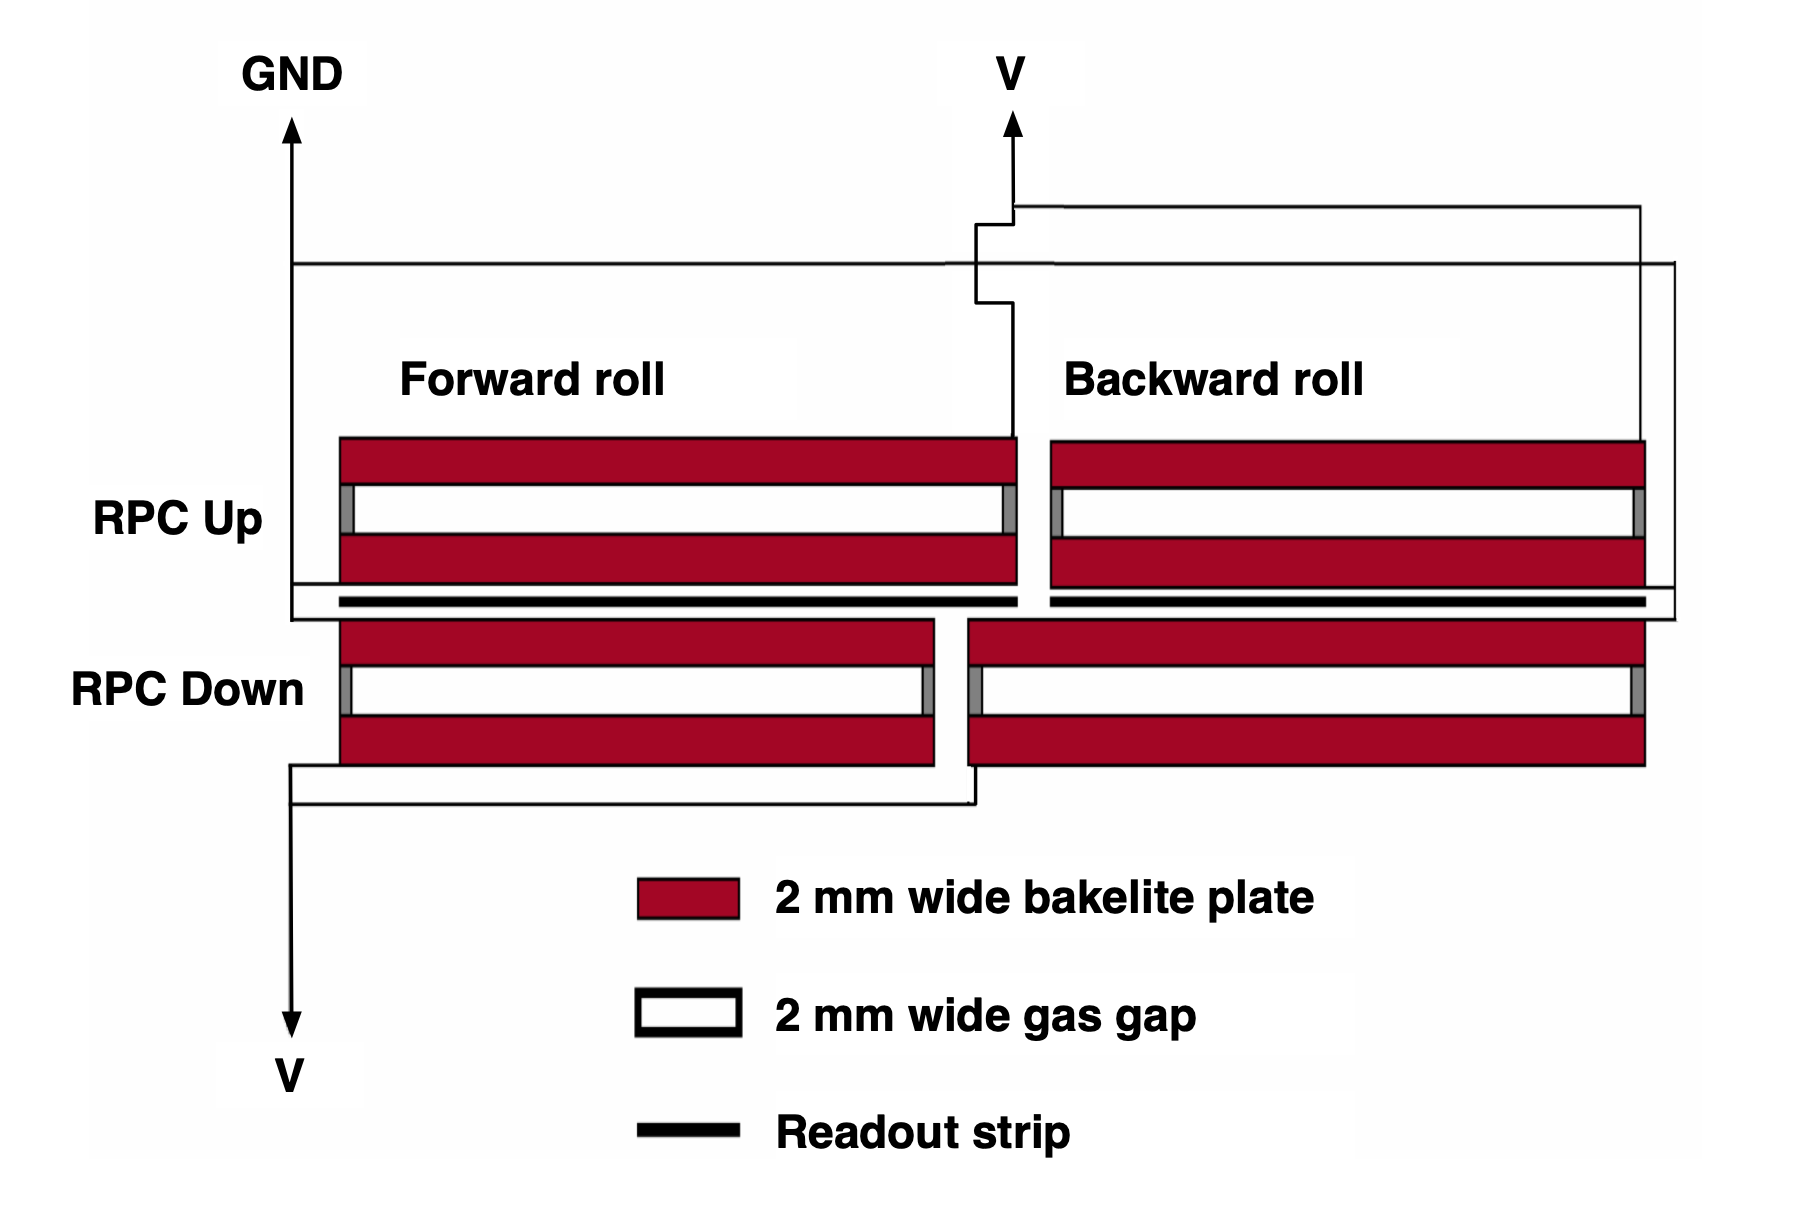 GND
V
Forward roll
Backward roll
RPC Up
RPC Down
2 mm wide bakelite plate
2 mm wide gas gap
V
Readout strip